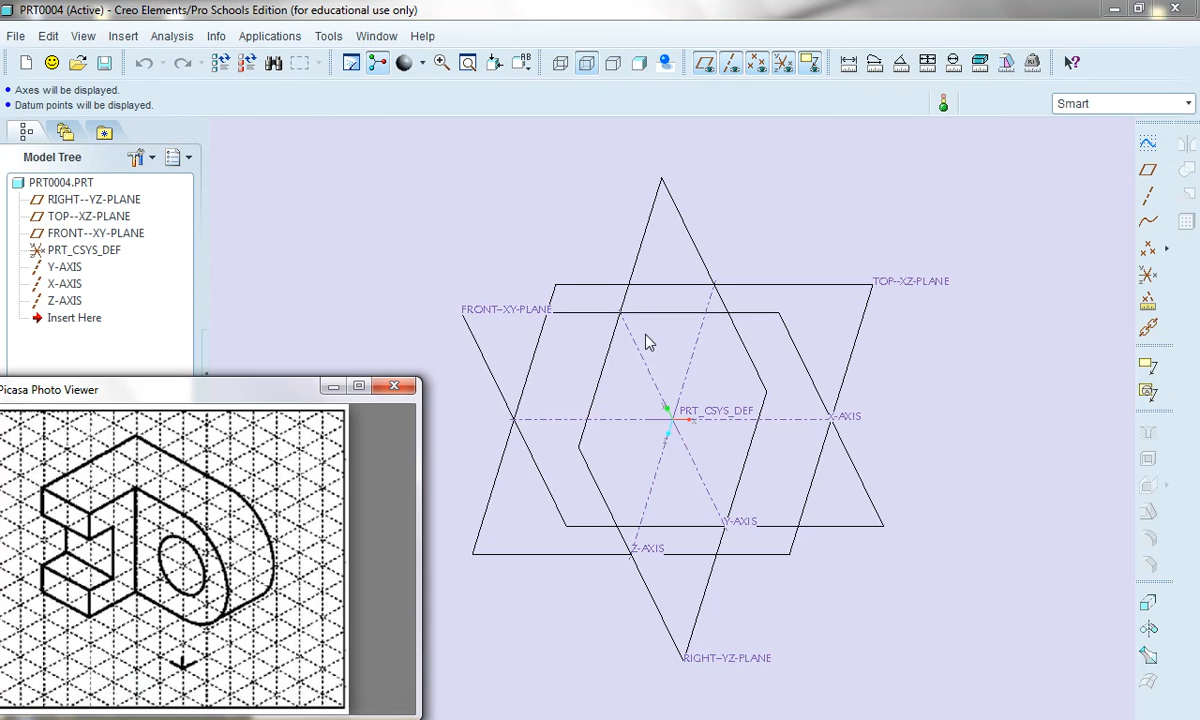 PRT0004 (Active) - Creo Elements/Pro Schools Edition (for educational use only)
File Edit View Insert Analysis Info Applications Tools Window Help
Axes will be displayed.
Datum points will be displayed.
Smart
Model Tree
PRT0004.PRT
RIGHT--YZ-PLANE
TOP--XZ-PLANE
FRONT--XY-PLANE
PRT_CSYS_DEF
Y-AXIS
X-AXIS
Z-AXIS
Insert Here
Picasa Photo Viewer
TOP--XZ-PLANE
FRONT--XY-PLANE
PRT_CSYS_DEF
X-AXIS
Y-AXIS
Z-AXIS
RIGHT--YZ-PLANE